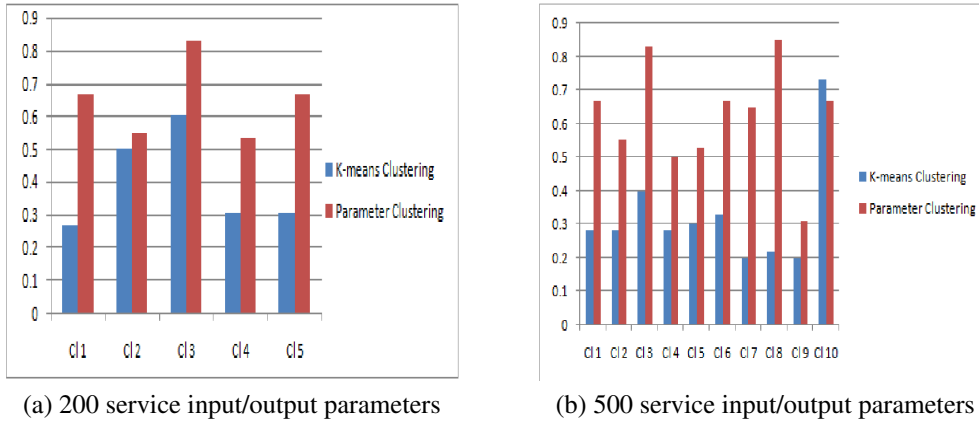 0.9
0.8
0.7
0.6
0.5
0.4
0.3
0.2
0.1
0
Cl 1 Cl 2 Cl 3 Cl 4 Cl 5
K-means Clustering
Parameter Clustering
(a) 200 service input/output parameters
0.9
0.8
0.7
0.6
0.5
0.4
0.3
0.2
0.1
0
Cl 1 Cl 2 Cl 3 Cl 4 Cl 5 Cl 6 Cl 7 Cl 8 Cl 9 Cl 10
K-means Clustering
Parameter Clustering
(b) 500 service input/output parameters